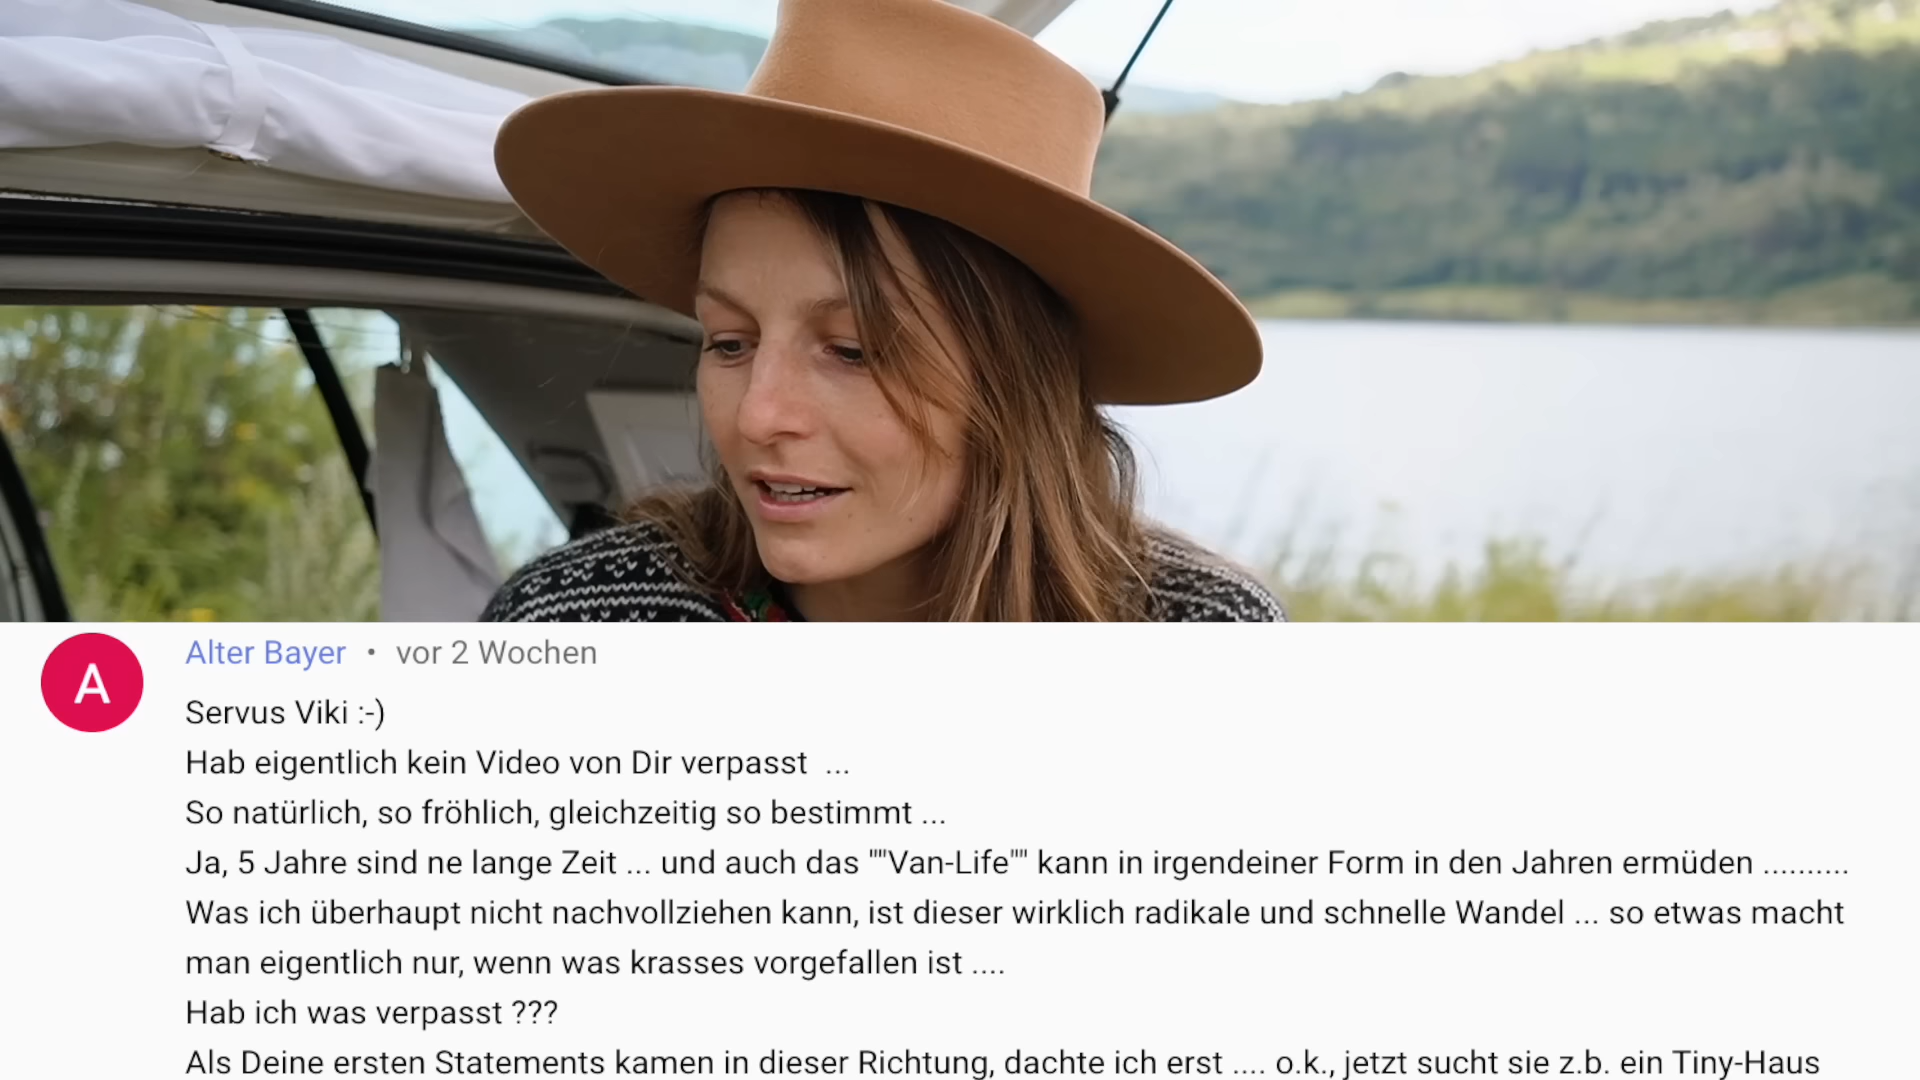 A
Alter Bayer • vor 2 Wochen
Servus Viki :-)
Hab eigentlich kein Video von Dir verpasst ...
So natürlich, so fröhlich, gleichzeitig so bestimmt ...
Ja, 5 Jahre sind ne lange Zeit ... und auch das ""Van-Life"" kann in irgendeiner Form in den Jahren ermüden ..........
Was ich überhaupt nicht nachvollziehen kann, ist dieser wirklich radikale und schnelle Wandel ... so etwas macht
man eigentlich nur, wenn was krasses vorgefallen ist ....
Hab ich was verpasst ???
Als Deine ersten Statements kamen in dieser Richtung, dachte ich erst .... o.k., jetzt sucht sie z.b. ein Tiny-Haus